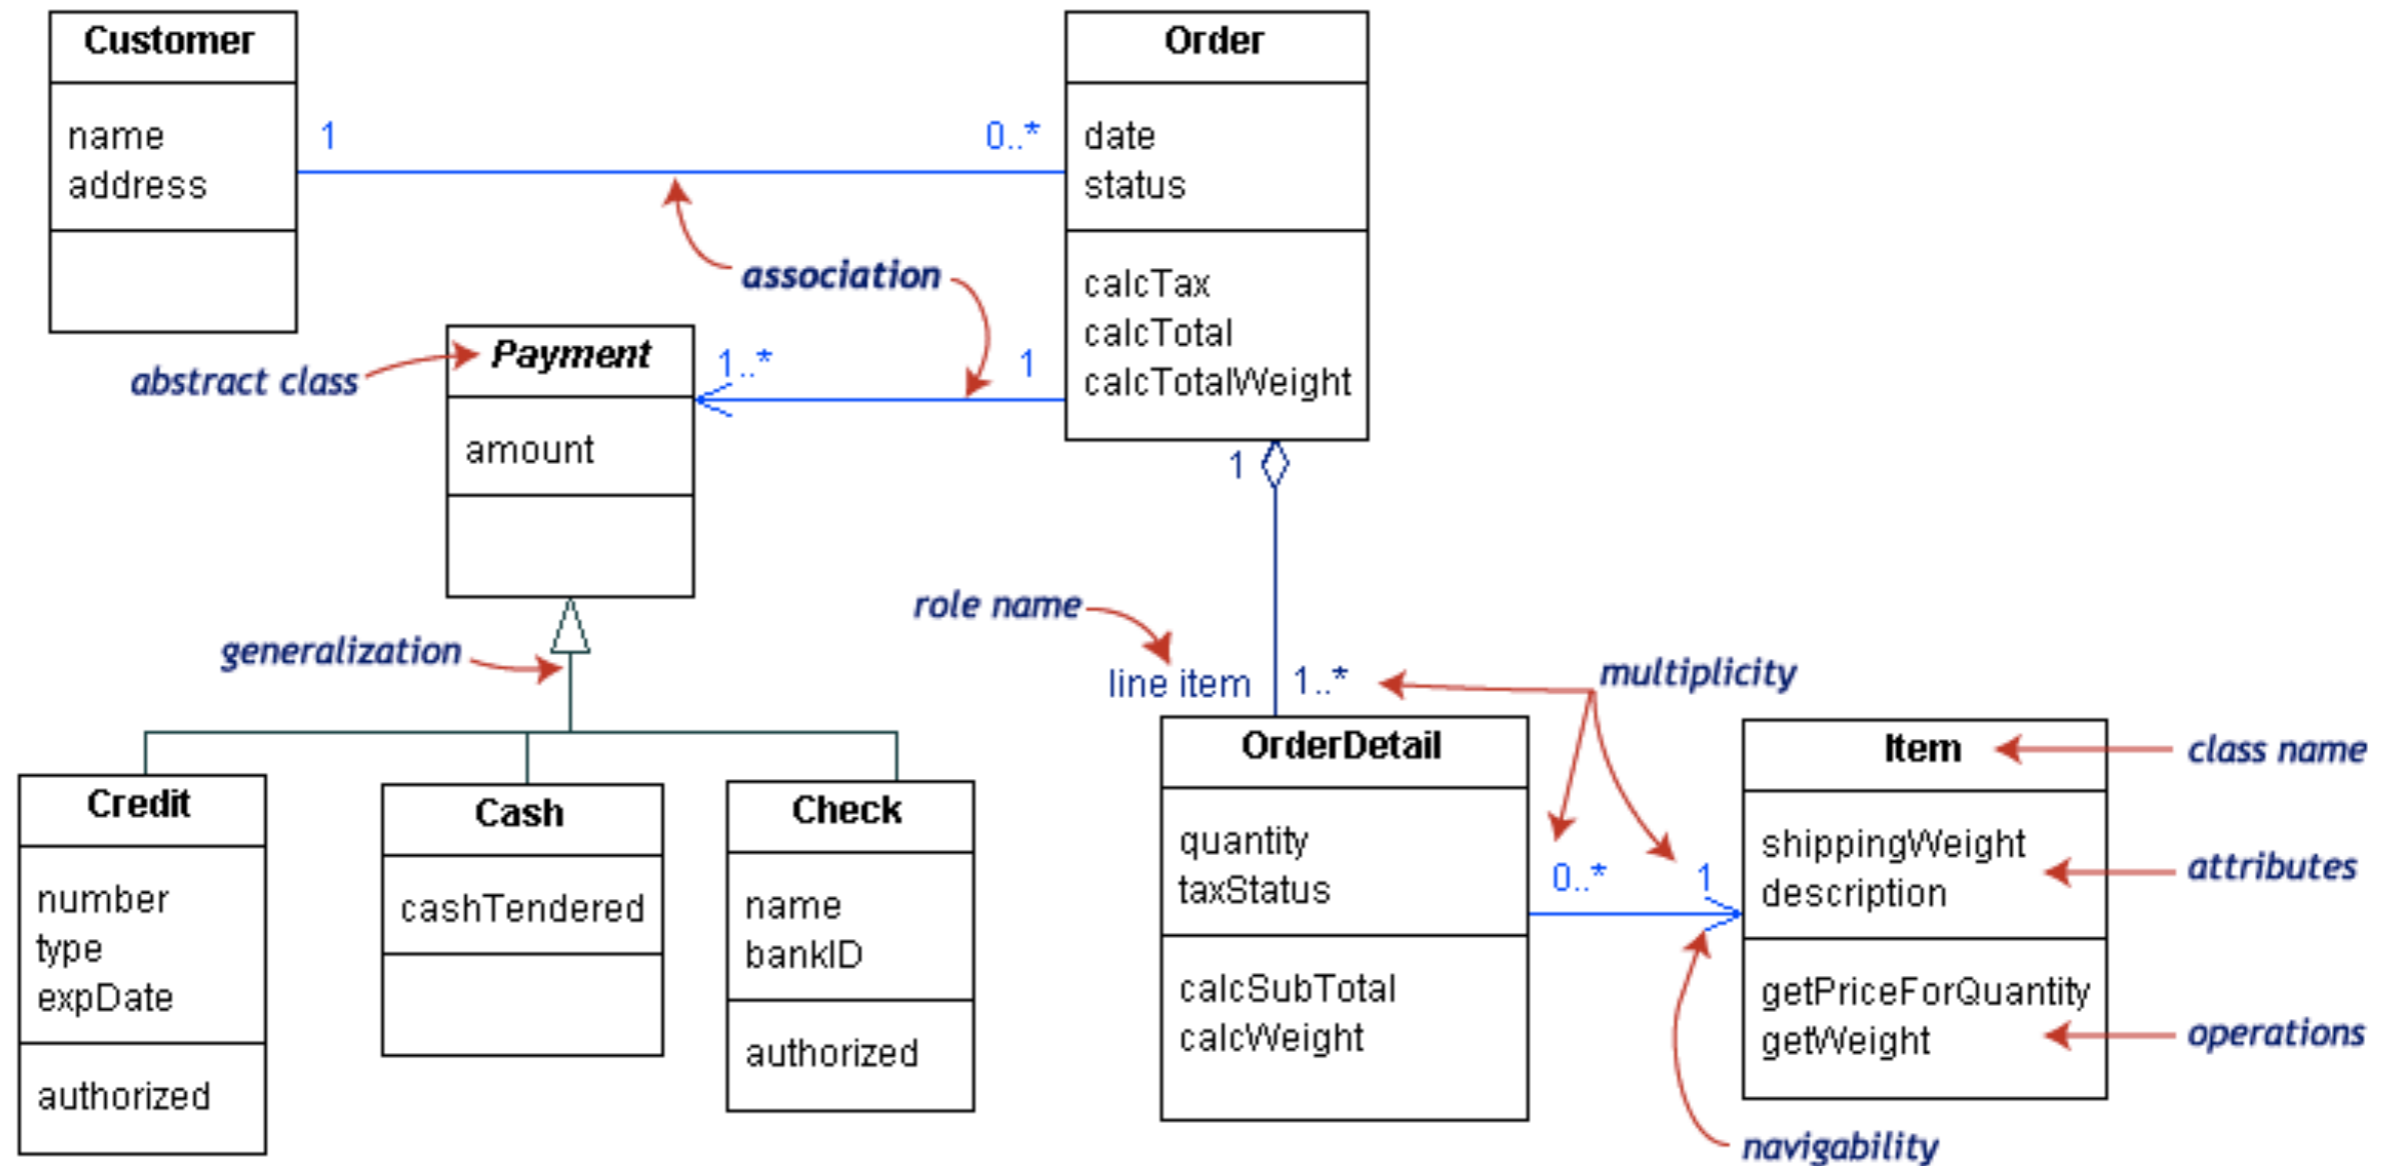 Customer
name
address
1
0..*
Order
date
status
calcTax
calcTotal
calcTotalWeight
association
abstract class
Payment
amount
1..*
1
1
generalization
role name
line item
1..*
multiplicity
Credit
number
type
expDate
authorized
Cash
cashTendered
Check
name
bankID
authorized
OrderDetail
quantity
taxStatus
calcSubTotal
calcWeight
0..*
1
Item
shippingWeight
description
getPriceForQuantity
getWeight
class name
attributes
operations
navigability